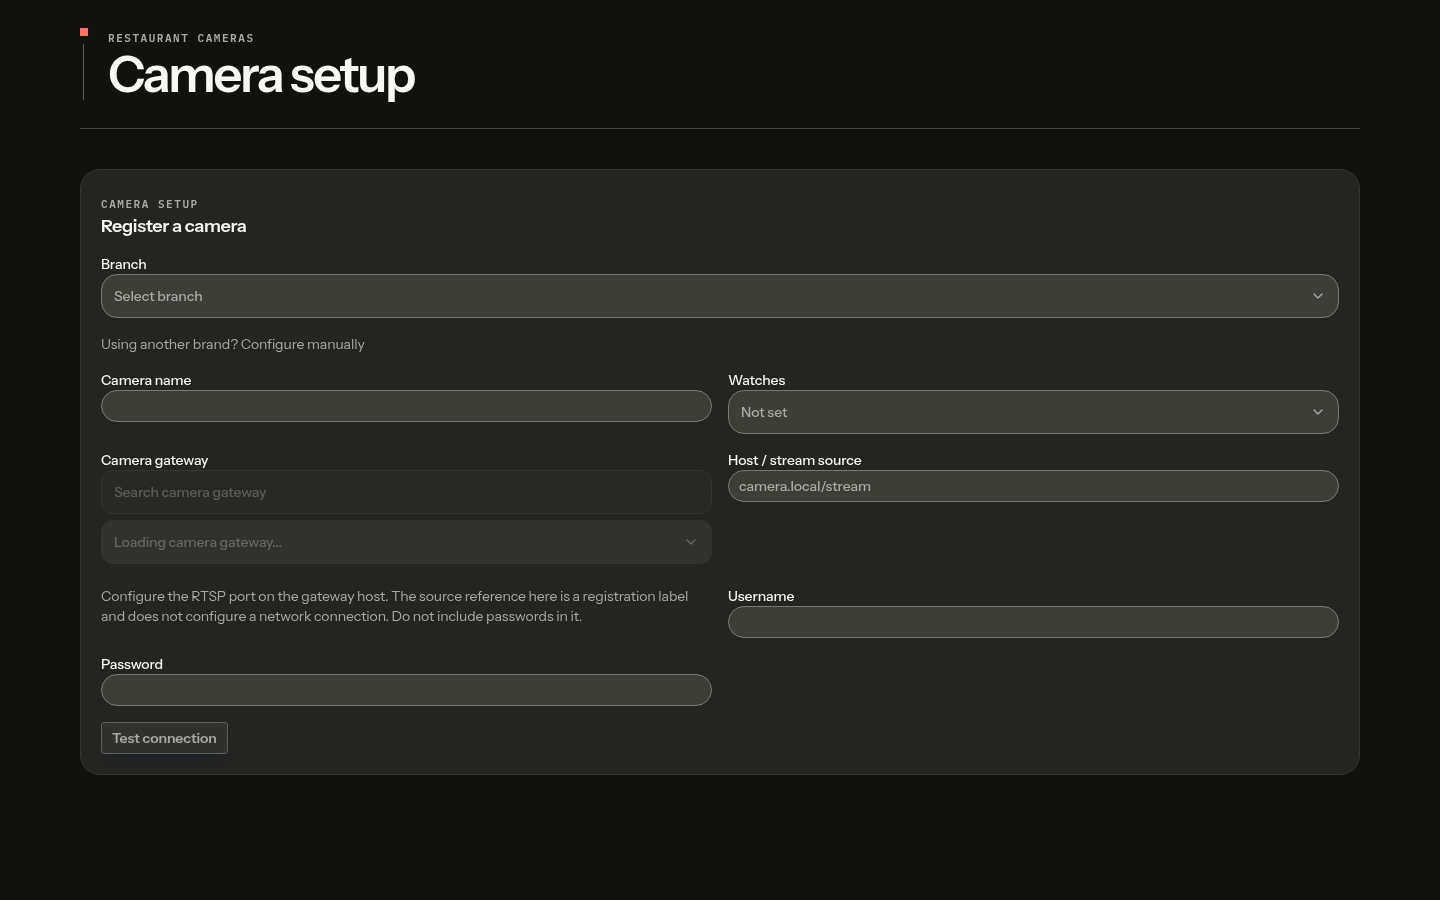 RESTAURANT CAMERAS
Camera setup
CAMERA SETUP
Register a camera
Branch
Select branch
Using another brand? Configure manually
Camera name
Watches
Not set
Camera gateway
Search camera gateway
Loading camera gateway...
Host / stream source
camera.local/stream
Configure the RTSP port on the gateway host. The source reference here is a registration label
and does not configure a network connection. Do not include passwords in it.
Username
Password
Test connection